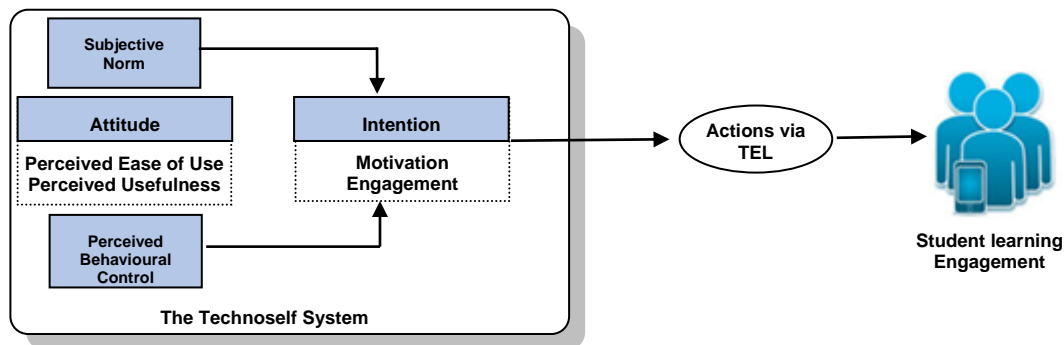 Subjective
Norm
Attitude
Perceived Ease of Use
Perceived Usefulness
Perceived
Behavioural
Control
Intention
Motivation
Engagement
The Technoself System
Actions via
TEL
Student learning
Engagement